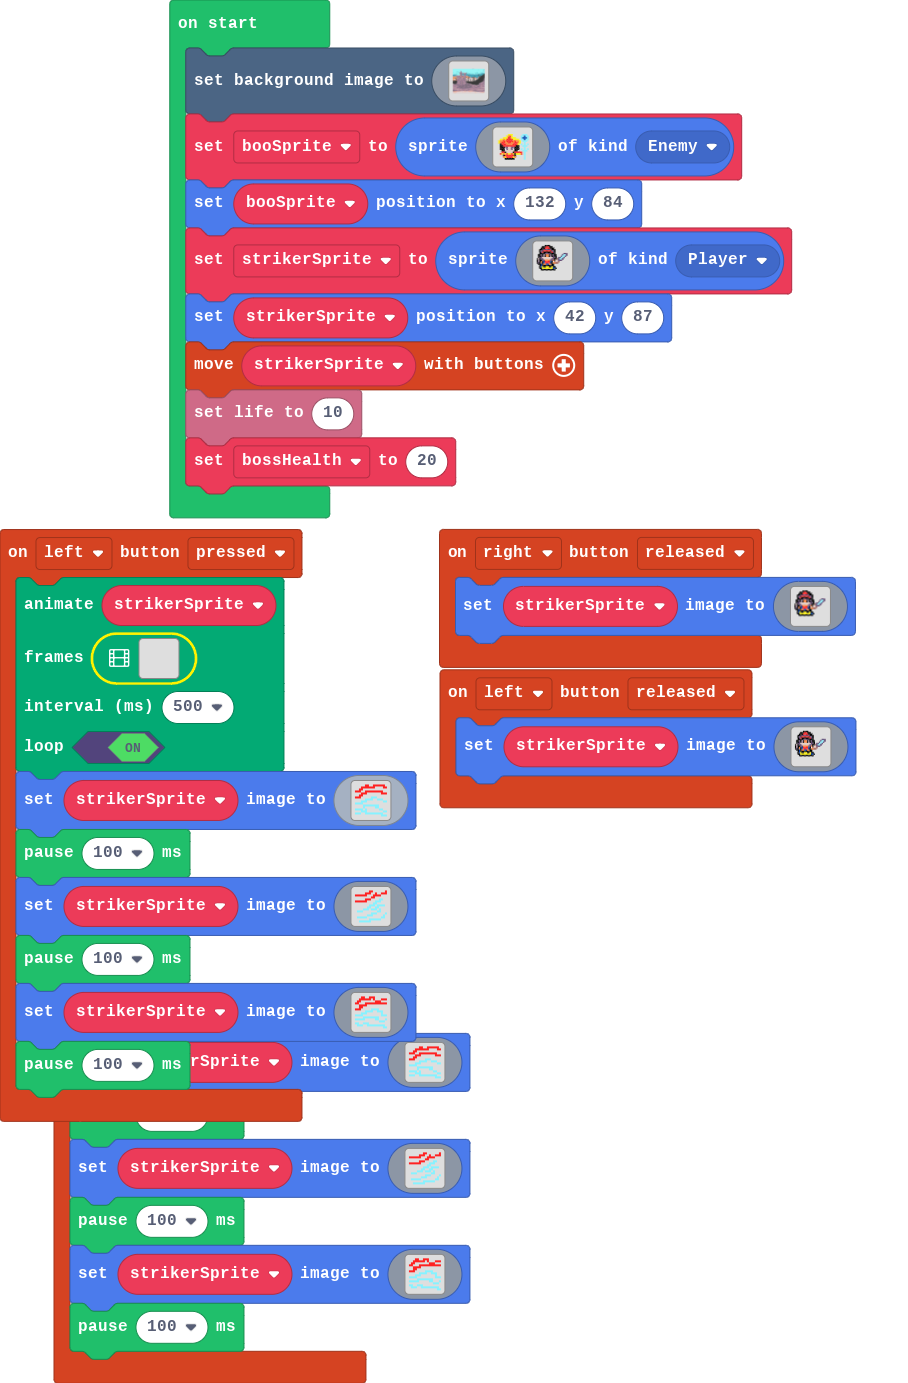 on start
set background image to
set booSprite to sprite of kind Enemy
set booSprite position to x 132 y 84
set strikerSprite to sprite of kind Player
set strikerSprite position to x 42 y 87
move strikerSprite with buttons
set life to 10
set bossHealth to 20
on left button pressed
animate strikerSprite
frames
interval (ms) 500
loop ON
set strikerSprite image to
pause 100 ms
set strikerSprite image to
pause 100 ms
set strikerSprite image to
pause 100 ms
rSprite image to
set strikerSprite image to
pause 100 ms
set strikerSprite image to
pause 100 ms
on right button released
set strikerSprite image to
on left button released
set strikerSprite image to